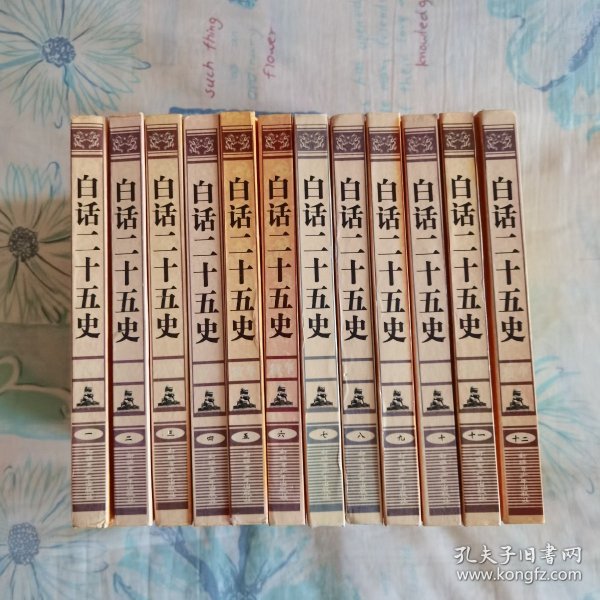 such thing
flower
knowledge
白话二十五史
一
白话二十五史
二
白话二十五史
三
白话二十五史
四
白话二十五史
五
白话二十五史
六
白话二十五史
七
白话二十五史
八
白话二十五史
九
白话二十五史
十
白话二十五史
十一
白话二十五史
十二
孔夫子旧书网
www.kongfz.com